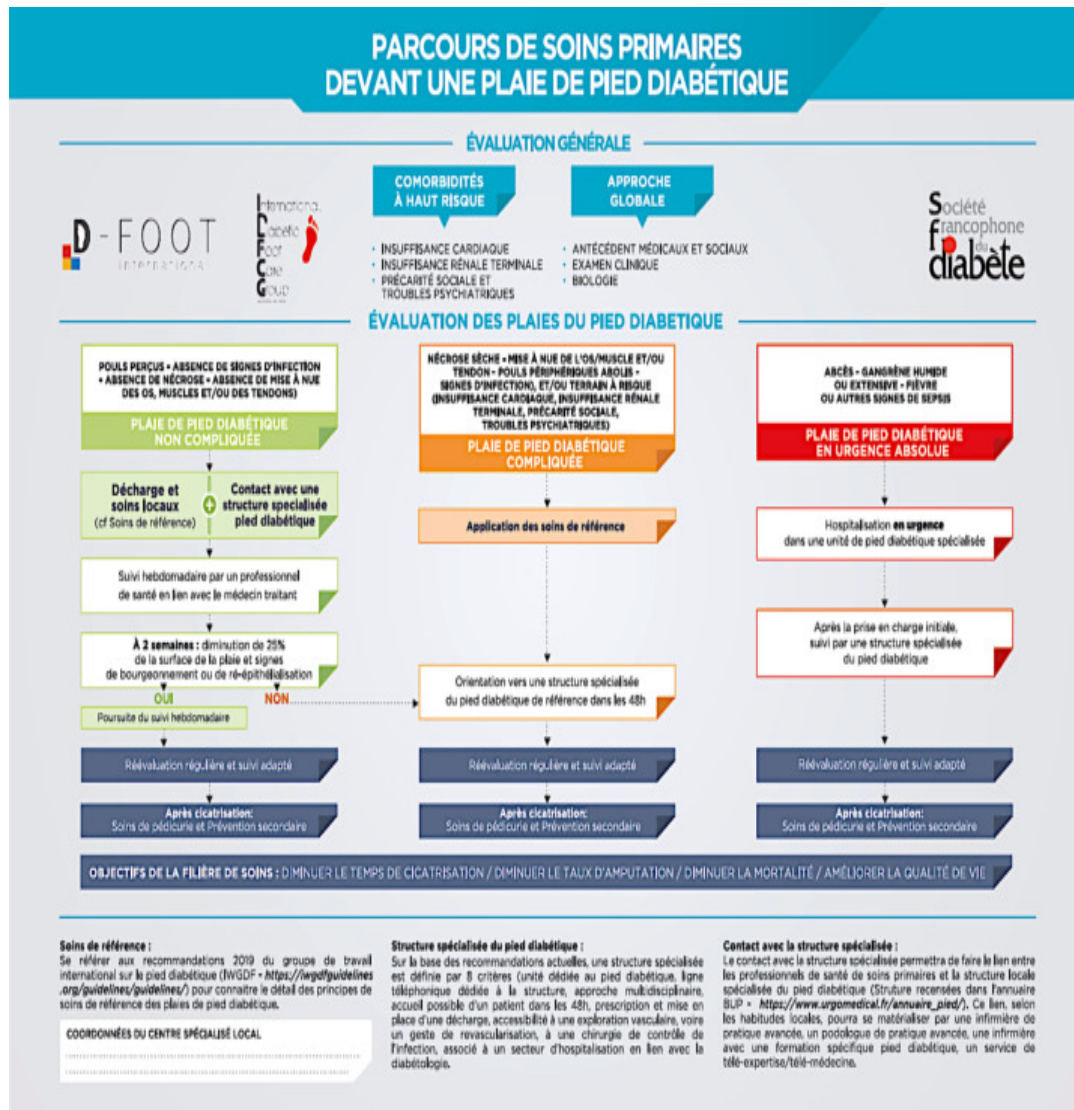 PARCOURS DE SOINS PRIMAIRES
DEVANT UNE PLAIE DE PIED DIABÉTIQUE
ÉVALUATION GÉNÉRALE
D-FOOT
international
International
Diabetic
Foot
Care
Group
COMORBIDITÉS
À HAUT RISQUE
• INSUFFISANCE CARDIAQUE
• INSUFFISANCE RÉNALE TERMINALE
• PRÉCARITÉ SOCIALE ET
TROUBLES PSYCHIATRIQUES
APPROCHE
GLOBALE
• ANTÉCÉDENT MÉDICAUX ET SOCIAUX
• EXAMEN CLINIQUE
• BIOLOGIE
Société
francophone
du
diabète
ÉVALUATION DES PLAIES DU PIED DIABETIQUE
POULS PERÇUS - ABSENCE DE SIGNES D'INFECTION
- ABSENCE DE NÉCROSE - ABSENCE DE MISE À NUE
DES OS, MUSCLES ET/OU DES TENDONS)
PLAIE DE PIED DIABÉTIQUE
NON COMPLIQUÉE
Décharge et
soins locaux
(cf Soins de référence)
+
Contact avec une
structure specialisée
pied diabétique
Suivi hebdomadaire par un professionnel
de santé en lien avec le médecin traitant
À 2 semaines : diminution de 25%
de la surface de la plaie et signes
de bourgeonnement ou de ré-épithélialisation
OUI
NON
Poursuite du suivi hebdomadaire
Réévaluation régulière et suivi adapté
Après cicatrisation:
Soins de pédicurie et Prévention secondaire
NÉCROSE SÈCHE - MISE À NUE DE L'OS/MUSCLE ET/OU
TENDON - POULS PÉRIPHÉRIQUES ABOLIS -
SIGNES D'INFECTION), ET/OU TERRAIN À RISQUE
(INSUFFISANCE CARDIAQUE, INSUFFISANCE RÉNALE
TERMINALE, PRÉCARITÉ SOCIALE,
TROUBLES PSYCHIATRIQUES)
PLAIE DE PIED DIABÉTIQUE
COMPLIQUÉE
Application des soins de référence
Orientation vers une structure spécialisée
du pied diabétique de référence dans les 48h
Réévaluation régulière et suivi adapté
Après cicatrisation:
Soins de pédicurie et Prévention secondaire
ABCÈS - GANGRÈNE HUMIDE
OU EXTENSIVE - FIÈVRE
OU AUTRES SIGNES DE SEPSIS
PLAIE DE PIED DIABÉTIQUE
EN URGENCE ABSOLUE
Hospitalisation en urgence
dans une unité de pied diabétique spécialisée
Après la prise en charge initiale,
suivi par une structure spécialisée
du pied diabétique
Réévaluation régulière et suivi adapté
Après cicatrisation:
Soins de pédicurie et Prévention secondaire
OBJECTIFS DE LA FILIÈRE DE SOINS : DIMINUER LE TEMPS DE CICATRISATION / DIMINUER LE TAUX D'AMPUTATION / DIMINUER LA MORTALITÉ / AMÉLIORER LA QUALITÉ DE VIE
Soins de référence :
Se référer aux recommandations 2019 du groupe de travail
international sur le pied diabétique (IWGDF - https://iwgdfguidelines
.org/guidelines/guidelines/) pour connaitre le détail des principes de
soins de référence des plaies de pied diabétique.
COORDONNÉES DU CENTRE SPÉCIALISÉ LOCAL
Structure spécialisée du pied diabétique :
Sur la base des recommandations actuelles, une structure spécialisée
est définie par 8 critères (unité dédiée au pied diabétique, ligne
téléphonique dédiée à la structure, approche multidisciplinaire,
accueil possible d'un patient dans les 48h, prescription et mise en
place d'une décharge, accessibilité à une exploration vasculaire, voire
un geste de revascularisation, à une chirurgie de contrôle de
l'infection, associé à un secteur d'hospitalisation en lien avec la
diabétologie.
Contact avec la structure spécialisée :
Le contact avec la structure spécialisée permettra de faire le lien entre
les professionnels de santé de soins primaires et la structure locale
spécialisée du pied diabétique (Struture recensées dans l'annuaire
BUP - https://www.urgomedical.fr/annuaire_pied/). Ce lien, selon
les habitudes locales, pourra se matérialiser par une infirmière de
pratique avancée, un podologue de pratique avancée, une infirmière
avec une formation spécifique pied diabétique, un service de
télé-expertise/télé-médecine.